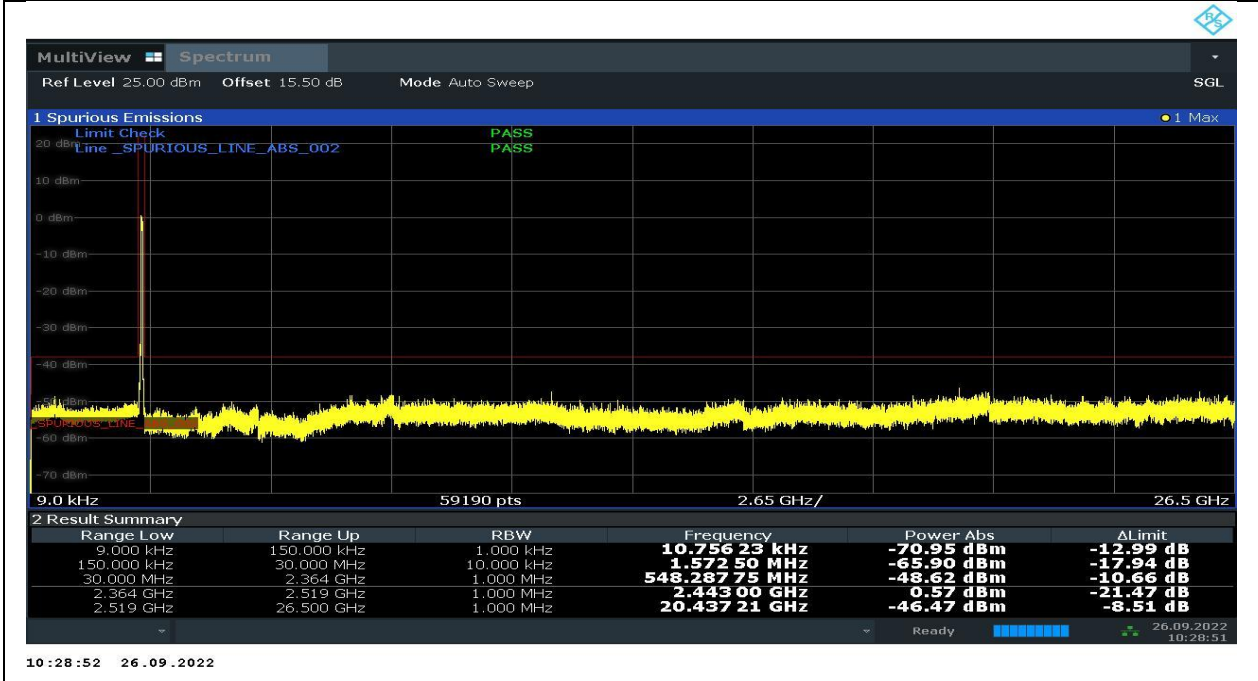 R&S
MultiView Spectrum
Ref Level 25.00 dBm Offset 15.50 dB Mode Auto Sweep SGL
1 Spurious Emissions 1 Max
Limit Check PASS
20 dBm
Line _SPURIOUS_LINE_ABS_002 PASS
10 dBm
0 dBm
-10 dBm
-20 dBm
-30 dBm
-40 dBm
-50 dBm
_SPURIOUS_LINE_ABS_002
-60 dBm
-70 dBm
9.0 kHz 59190 pts 2.65 GHz/ 26.5 GHz
2 Result Summary
Range Low Range Up RBW Frequency Power Abs ΔLimit
9.000 kHz 150.000 kHz 1.000 kHz 10.756 23 kHz -70.95 dBm -12.99 dB
150.000 kHz 30.000 MHz 10.000 kHz 1.572 50 MHz -65.90 dBm -17.94 dB
30.000 MHz 2.364 GHz 1.000 MHz 548.287 75 MHz -48.62 dBm -10.66 dB
2.364 GHz 2.519 GHz 1.000 MHz 2.443 00 GHz 0.57 dBm -21.47 dB
2.519 GHz 26.500 GHz 1.000 MHz 20.437 21 GHz -46.47 dBm -8.51 dB
Ready 26.09.2022
10:28:51
10:28:52 26.09.2022